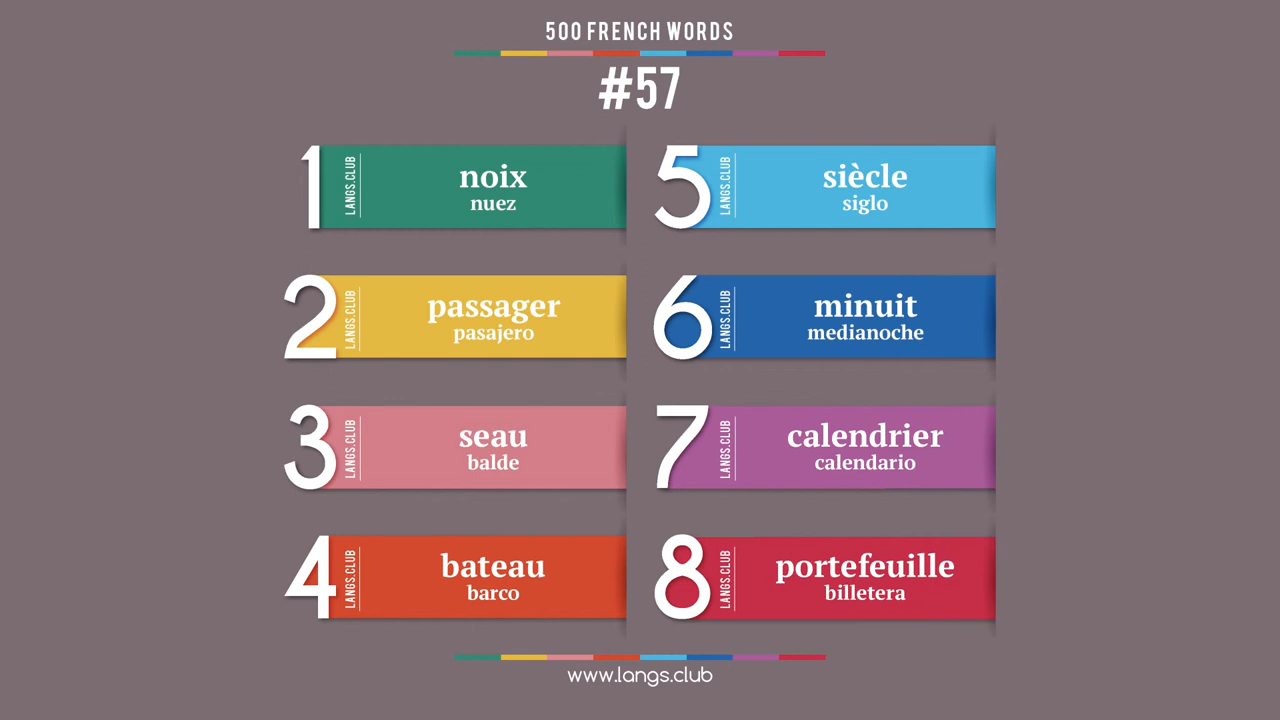 500 FRENCH WORDS
#57
1
LANGS.CLUB
noix
nuez
2
LANGS.CLUB
passager
pasajero
3
LANGS.CLUB
seau
balde
4
LANGS.CLUB
bateau
barco
5
LANGS.CLUB
siècle
siglo
6
LANGS.CLUB
minuit
medianoche
7
LANGS.CLUB
calendrier
calendario
8
LANGS.CLUB
portefeuille
billetera
www.langs.club